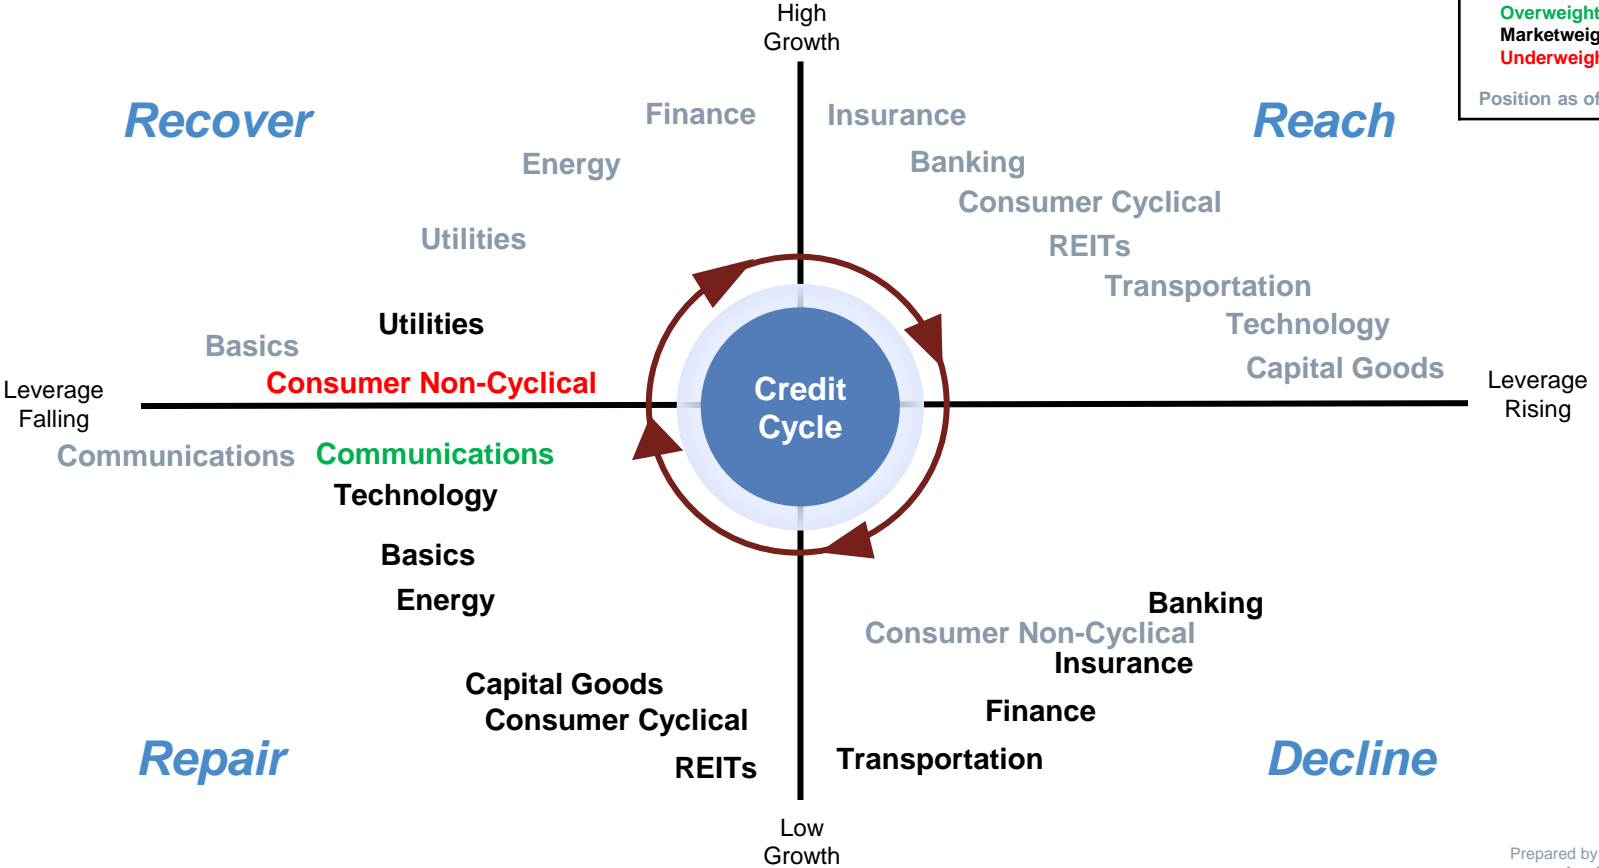 High
Growth
Overweight
Position as of
Recover
Finance
Insurance
Reach
Energy
Banking
Consumer Cyclical
Utilities
REITs
Transportation
Utilities
Technology
Basics
Capital Goods
Consumer Non-Cyclical
Leverage
Falling
Credit
Cycle
Leverage
Rising
Communications
Communications
Technology
Basics
Energy
Banking
Consumer Non-Cyclical
Insurance
Capital Goods
Finance
Consumer Cyclical
Repair
REITs
Transportation
Decline
Low
Growth
Prepared by